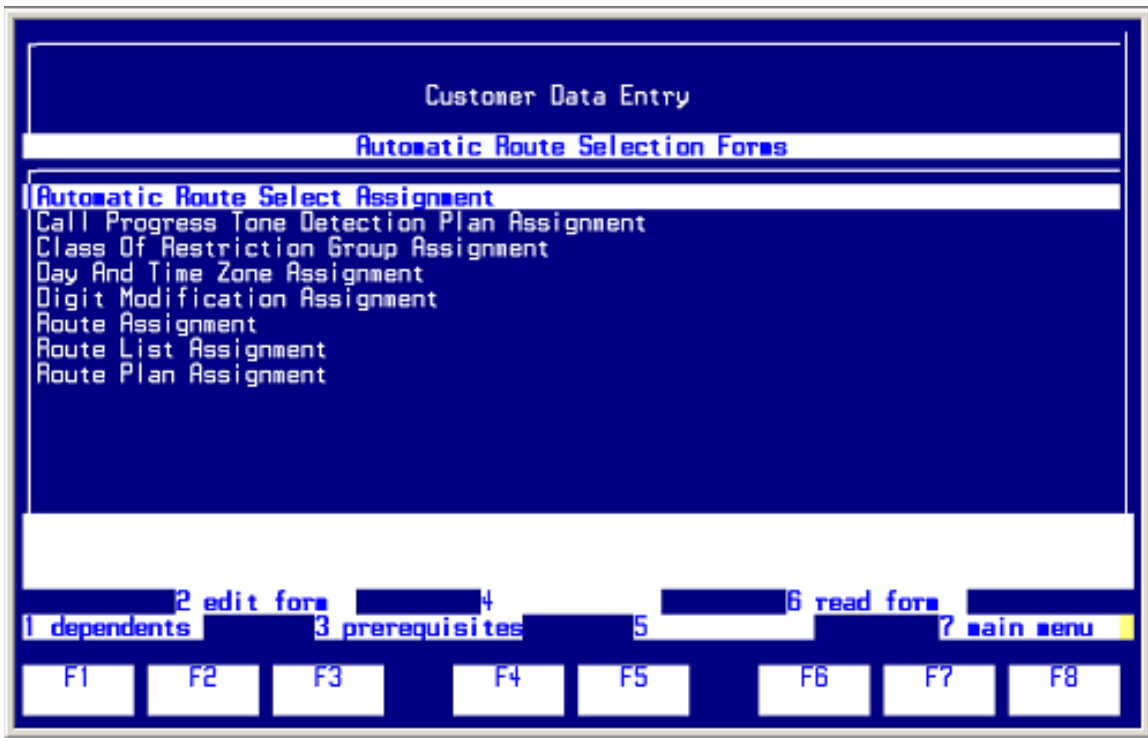 Customer Data Entry
Automatic Route Selection Forms
Automatic Route Select Assignment
Call Progress Tone Detection Plan Assignment
Class Of Restriction Group Assignment
Day And Time Zone Assignment
Digit Modification Assignment
Route Assignment
Route List Assignment
Route Plan Assignment
2 edit form 4 6 read form
1 dependents 3 prerequisites 5 7 main menu
F1 F2 F3 F4 F5 F6 F7 F8